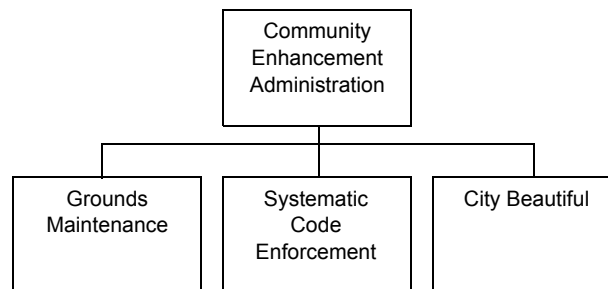 Community
Enhancement
Administration
Grounds
Maintenance
Systematic
Code
Enforcement
City Beautiful